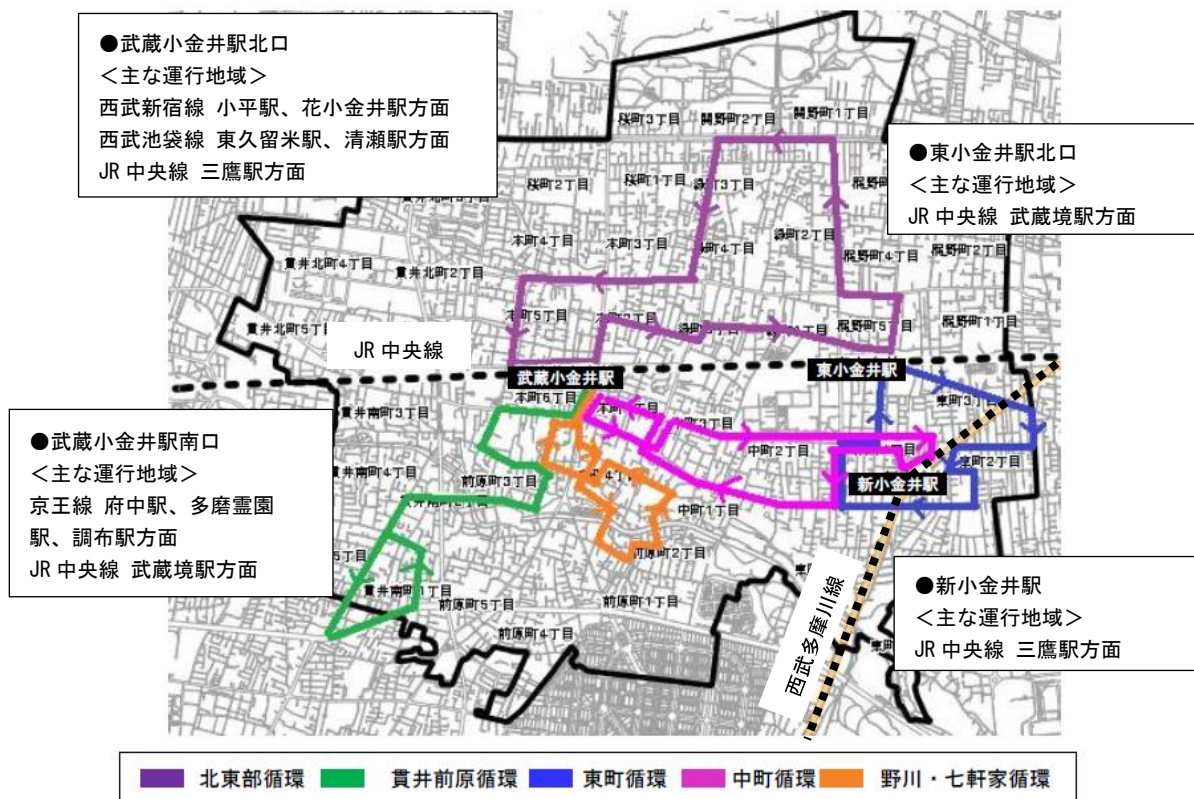 ●武蔵小金井駅北口
<主な運行地域>
西武新宿線 小平駅、花小金井駅方面
西武池袋線 東久留米駅、清瀬駅方面
JR 中央線 三鷹駅方面
●東小金井駅北口
<主な運行地域>
JR 中央線 武蔵境駅方面
桜町3丁目
関野町2丁目
関野町1丁目
桜町2丁目
桜町1丁目
緑町3丁目
本町4丁目
本町3丁目
緑町4丁目
緑町2丁目
梶野町4丁目
貫井北町4丁目
貫井北町2丁目
貫井北町5丁目
本町5丁目
梶野町5丁目
梶野町1丁目
JR 中央線
武蔵小金井駅
東小金井駅
本町6丁目
貫井南町3丁目
東町3丁目
中町2丁目
東町2丁目
●武蔵小金井駅南口
<主な運行地域>
京王線 府中駅、多磨霊園
駅、調布駅方面
JR 中央線 武蔵境駅方面
貫井南町4丁目
前原町3丁目
新小金井駅
中町1丁目
前原町2丁目
貫井南町1丁目
前原町5丁目
前原町1丁目
前原町4丁目
西武多摩川線
●新小金井駅
<主な運行地域>
JR 中央線 三鷹駅方面
北東部循環
貫井前原循環
東町循環
中町循環
野川・七軒家循環